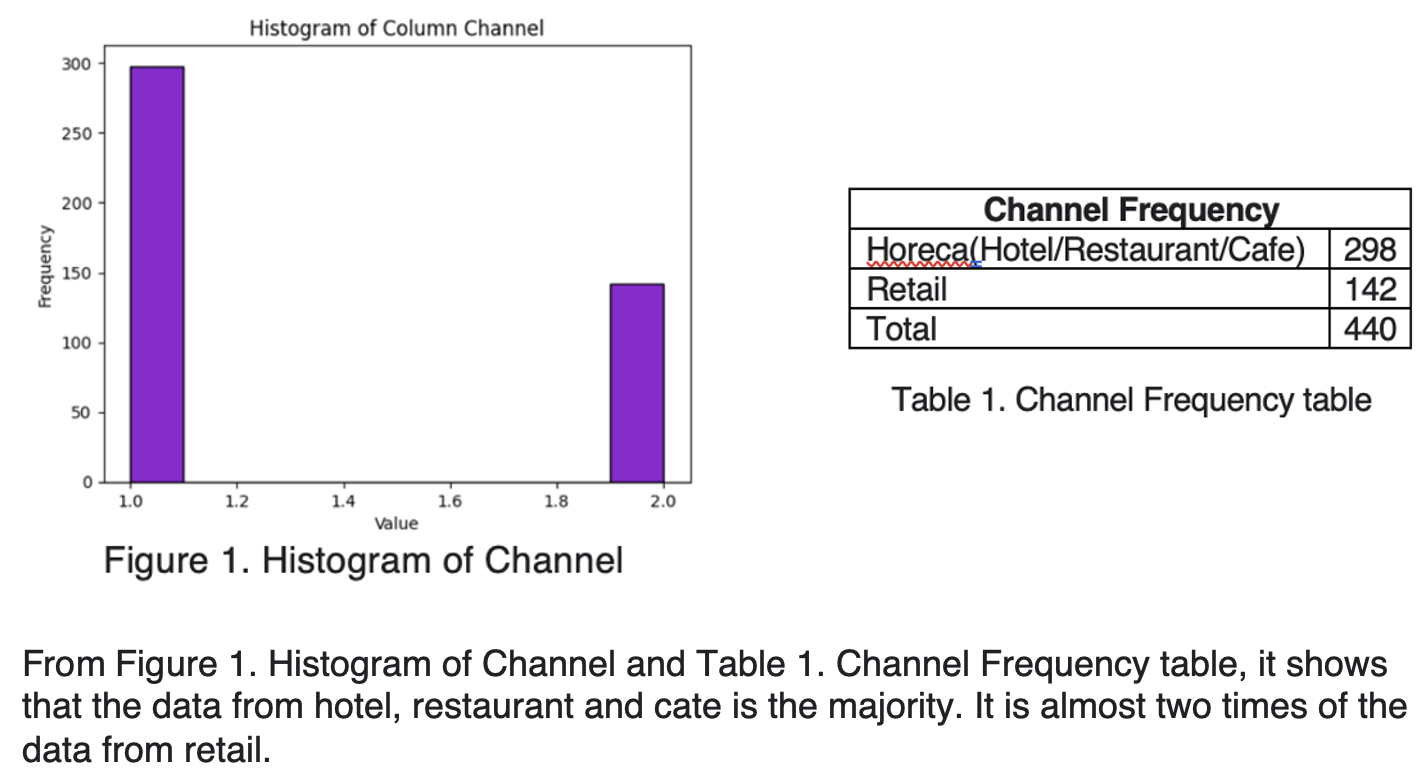 Histogram of Column Channel
300
250
200
150
100
50
0
Frequency
1.0 1.2 1.4 1.6 1.8 2.0
Value
Figure 1. Histogram of Channel
Channel Frequency
Horeca(Hotel/Restaurant/Cafe) 298
Retail 142
Total 440
Table 1. Channel Frequency table
From Figure 1. Histogram of Channel and Table 1. Channel Frequency table, it shows
that the data from hotel, restaurant and cate is the majority. It is almost two times of the
data from retail.